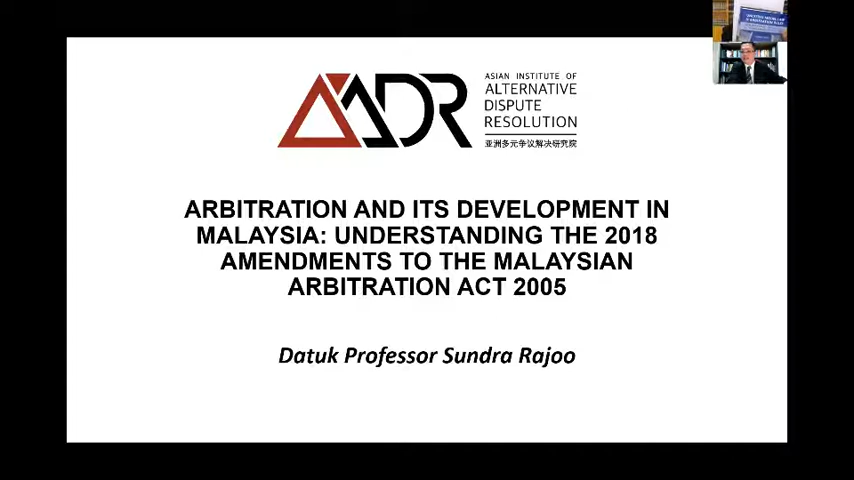 AADR
ASIAN INSTITUTE OF
ALTERNATIVE
DISPUTE
RESOLUTION
亚洲多元争议解决研究院
ARBITRATION AND ITS DEVELOPMENT IN
MALAYSIA: UNDERSTANDING THE 2018
AMENDMENTS TO THE MALAYSIAN
ARBITRATION ACT 2005
Datuk Professor Sundra Rajoo